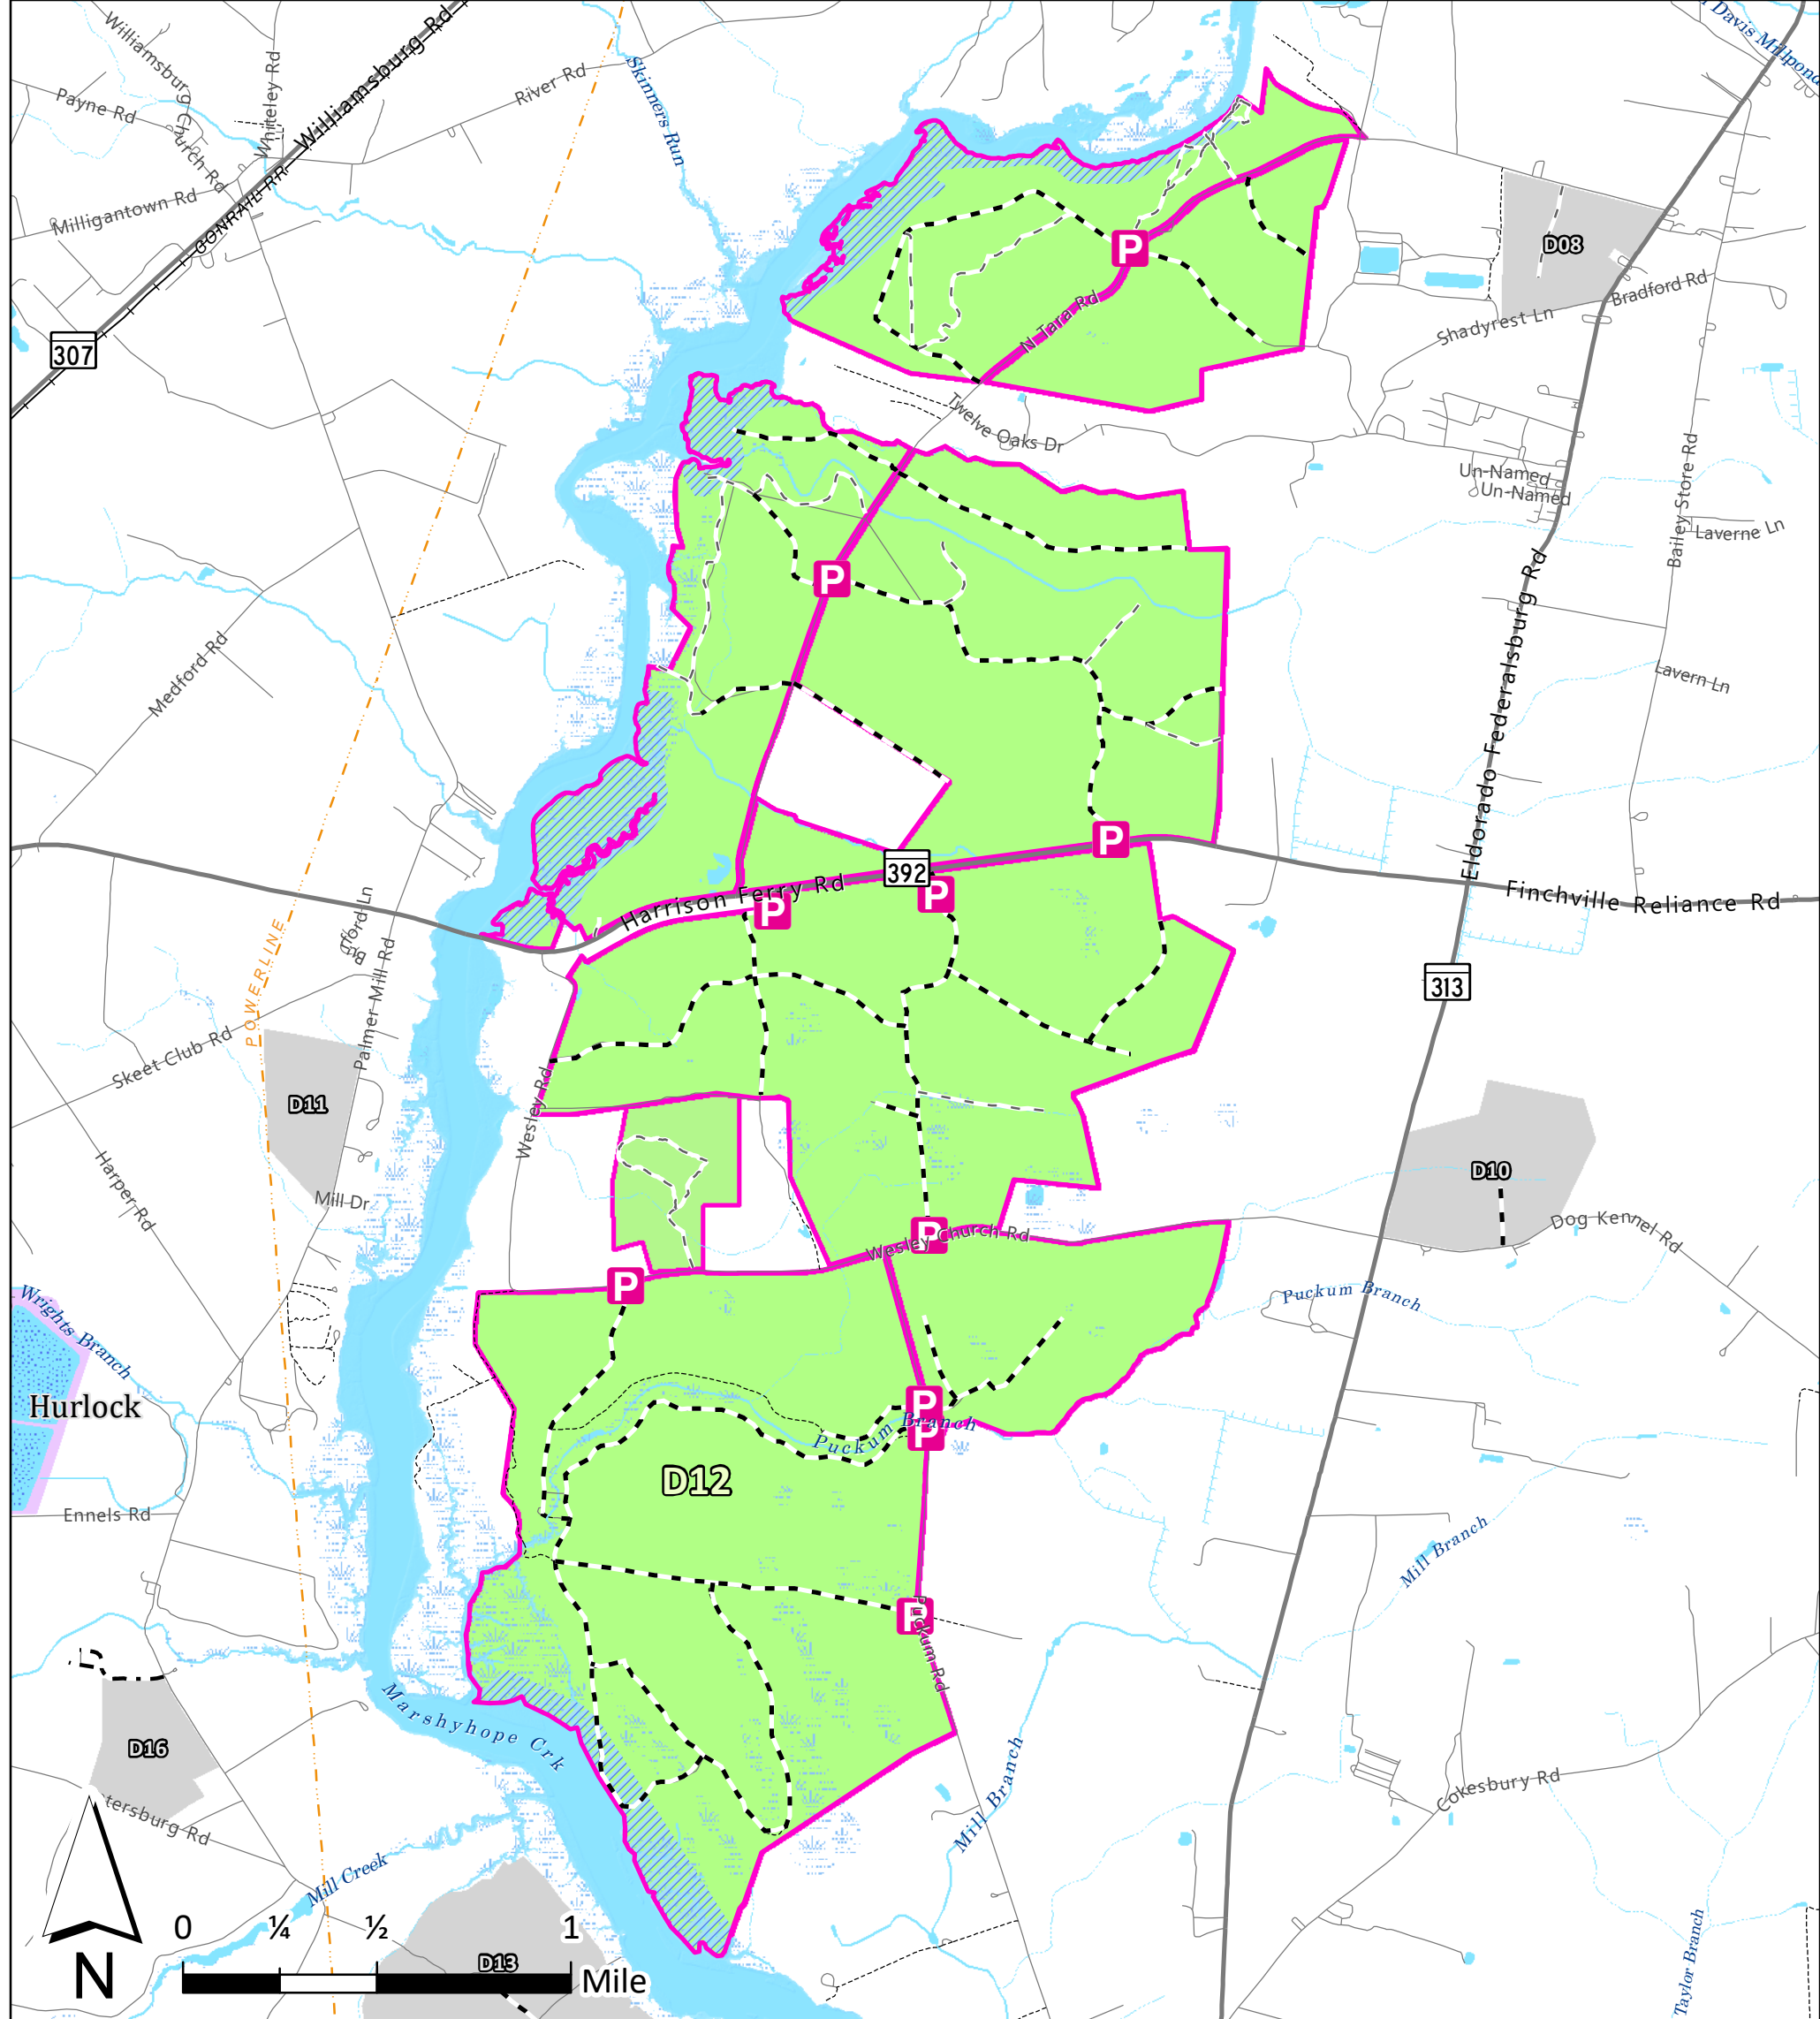 Williamsburg Church Rd
Payne Rd
Whiteley Rd
Williamsburg Rd
River Rd
Skinners Run
Davis Millpond
Milligantown Rd
CONRAIL RR
307
D08
Bradford Rd
Shadyrest Ln
N Tara Rd
P
Twelve Oaks Dr
Un-Named
Un-Named
Bailey Store Rd
Laverne Ln
P
Lavern Ln
Medford Rd
Eldorado Federalsburg Rd
P
392
Harrison Ferry Rd
P
P
Finchville Reliance Rd
313
POWERLINE
Palmer Mill Rd
Skeet Club Rd
D11
Wesley Rd
Harper Rd
Mill Dr
D10
Dog Kennel Rd
P
Wesley Church Rd
P
Puckum Branch
Wrights Branch
Hurlock
P
P
Puckum Branch
D12
Ennels Rd
Mill Branch
P
Puckum Rd
Marshyhope Crk
D16
tersburg Rd
Mill Branch
Cokesbury Rd
Mill Creek
Taylor Branch
0 ¼ ½ 1
Mile
N
D13